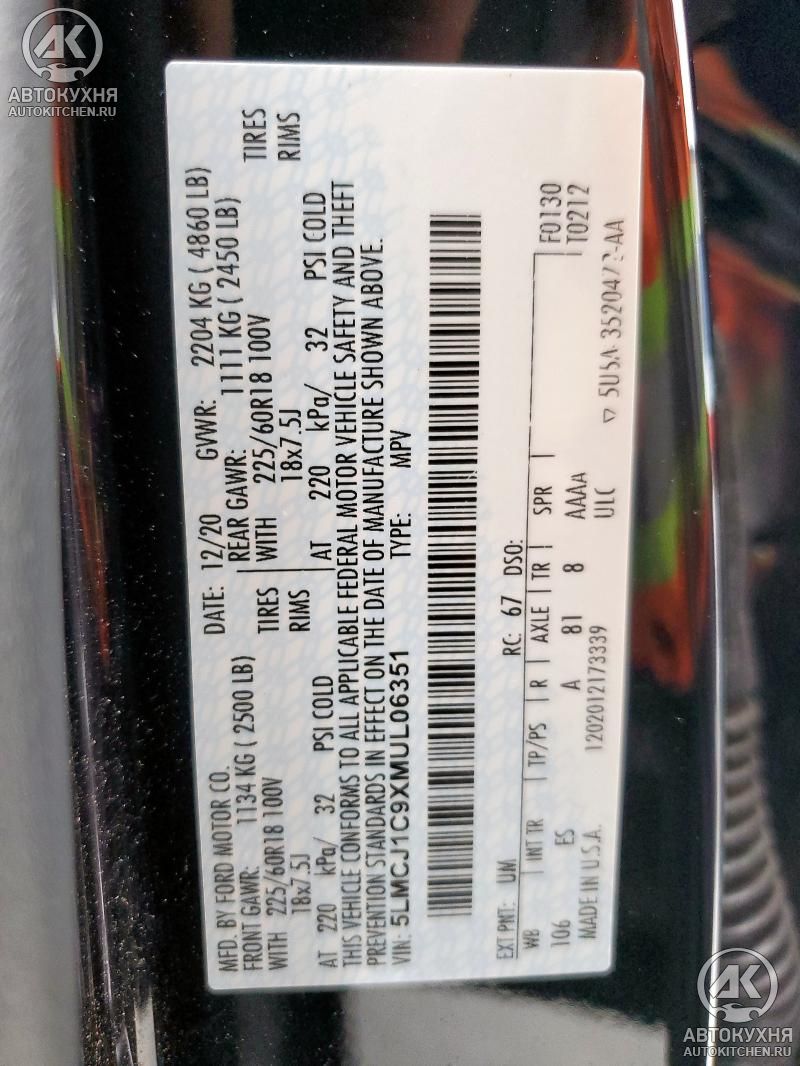 AK
АВТОКУХНЯ
AUTOKITCHEN.RU
MFD. BY FORD MOTOR CO. DATE: 12/20 GVWR: 2204 KG ( 4860 LB)
FRONT GAWR: 1134 KG ( 2500 LB) REAR GAWR: 1111 KG ( 2450 LB)
WITH 225/60R18 100V TIRES WITH 225/60R18 100V TIRES
18x7.5J RIMS 18x7.5J RIMS
AT 220 kPa/ 32 PSI COLD AT 220 kPa/ 32 PSI COLD
THIS VEHICLE CONFORMS TO ALL APPLICABLE FEDERAL MOTOR VEHICLE SAFETY AND THEFT
PREVENTION STANDARDS IN EFFECT ON THE DATE OF MANUFACTURE SHOWN ABOVE.
VIN: 5LMCJ1C9XMUL06351 TYPE: MPV
EXT PNT: UM RC: 67 DSO: F0130
WB INT TR TP/PS R AXLE TR SPR T0212
106 ES A 81 8 AAAA
ULC
MADE IN U.S.A. 1202012173339
AK
АВТОКУХНЯ
AUTOKITCHEN.RU